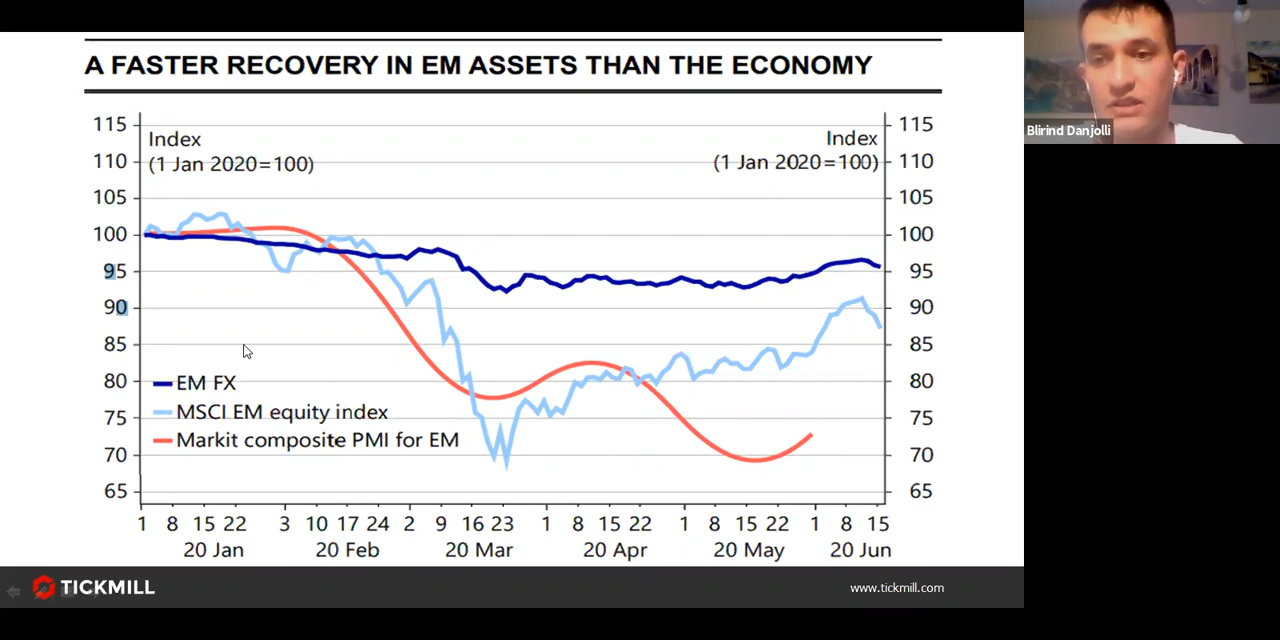 A FASTER RECOVERY IN EM ASSETS THAN THE ECONOMY
Blirind Danjolli
115 115
Index Index
(1 Jan 2020=100) (1 Jan 2020=100)
110 110
105 105
100 100
95 95
90 90
85 85
EM FX
80 80
MSCI EM equity index
75 75
Markit composite PMI for EM
70 70
65 65
1 8 15 22 3 10 17 24 2 9 16 23 1 8 15 22 1 8 15 22 1 8 15
20 Jan 20 Feb 20 Mar 20 Apr 20 May 20 Jun
TICKMILL www.tickmill.com